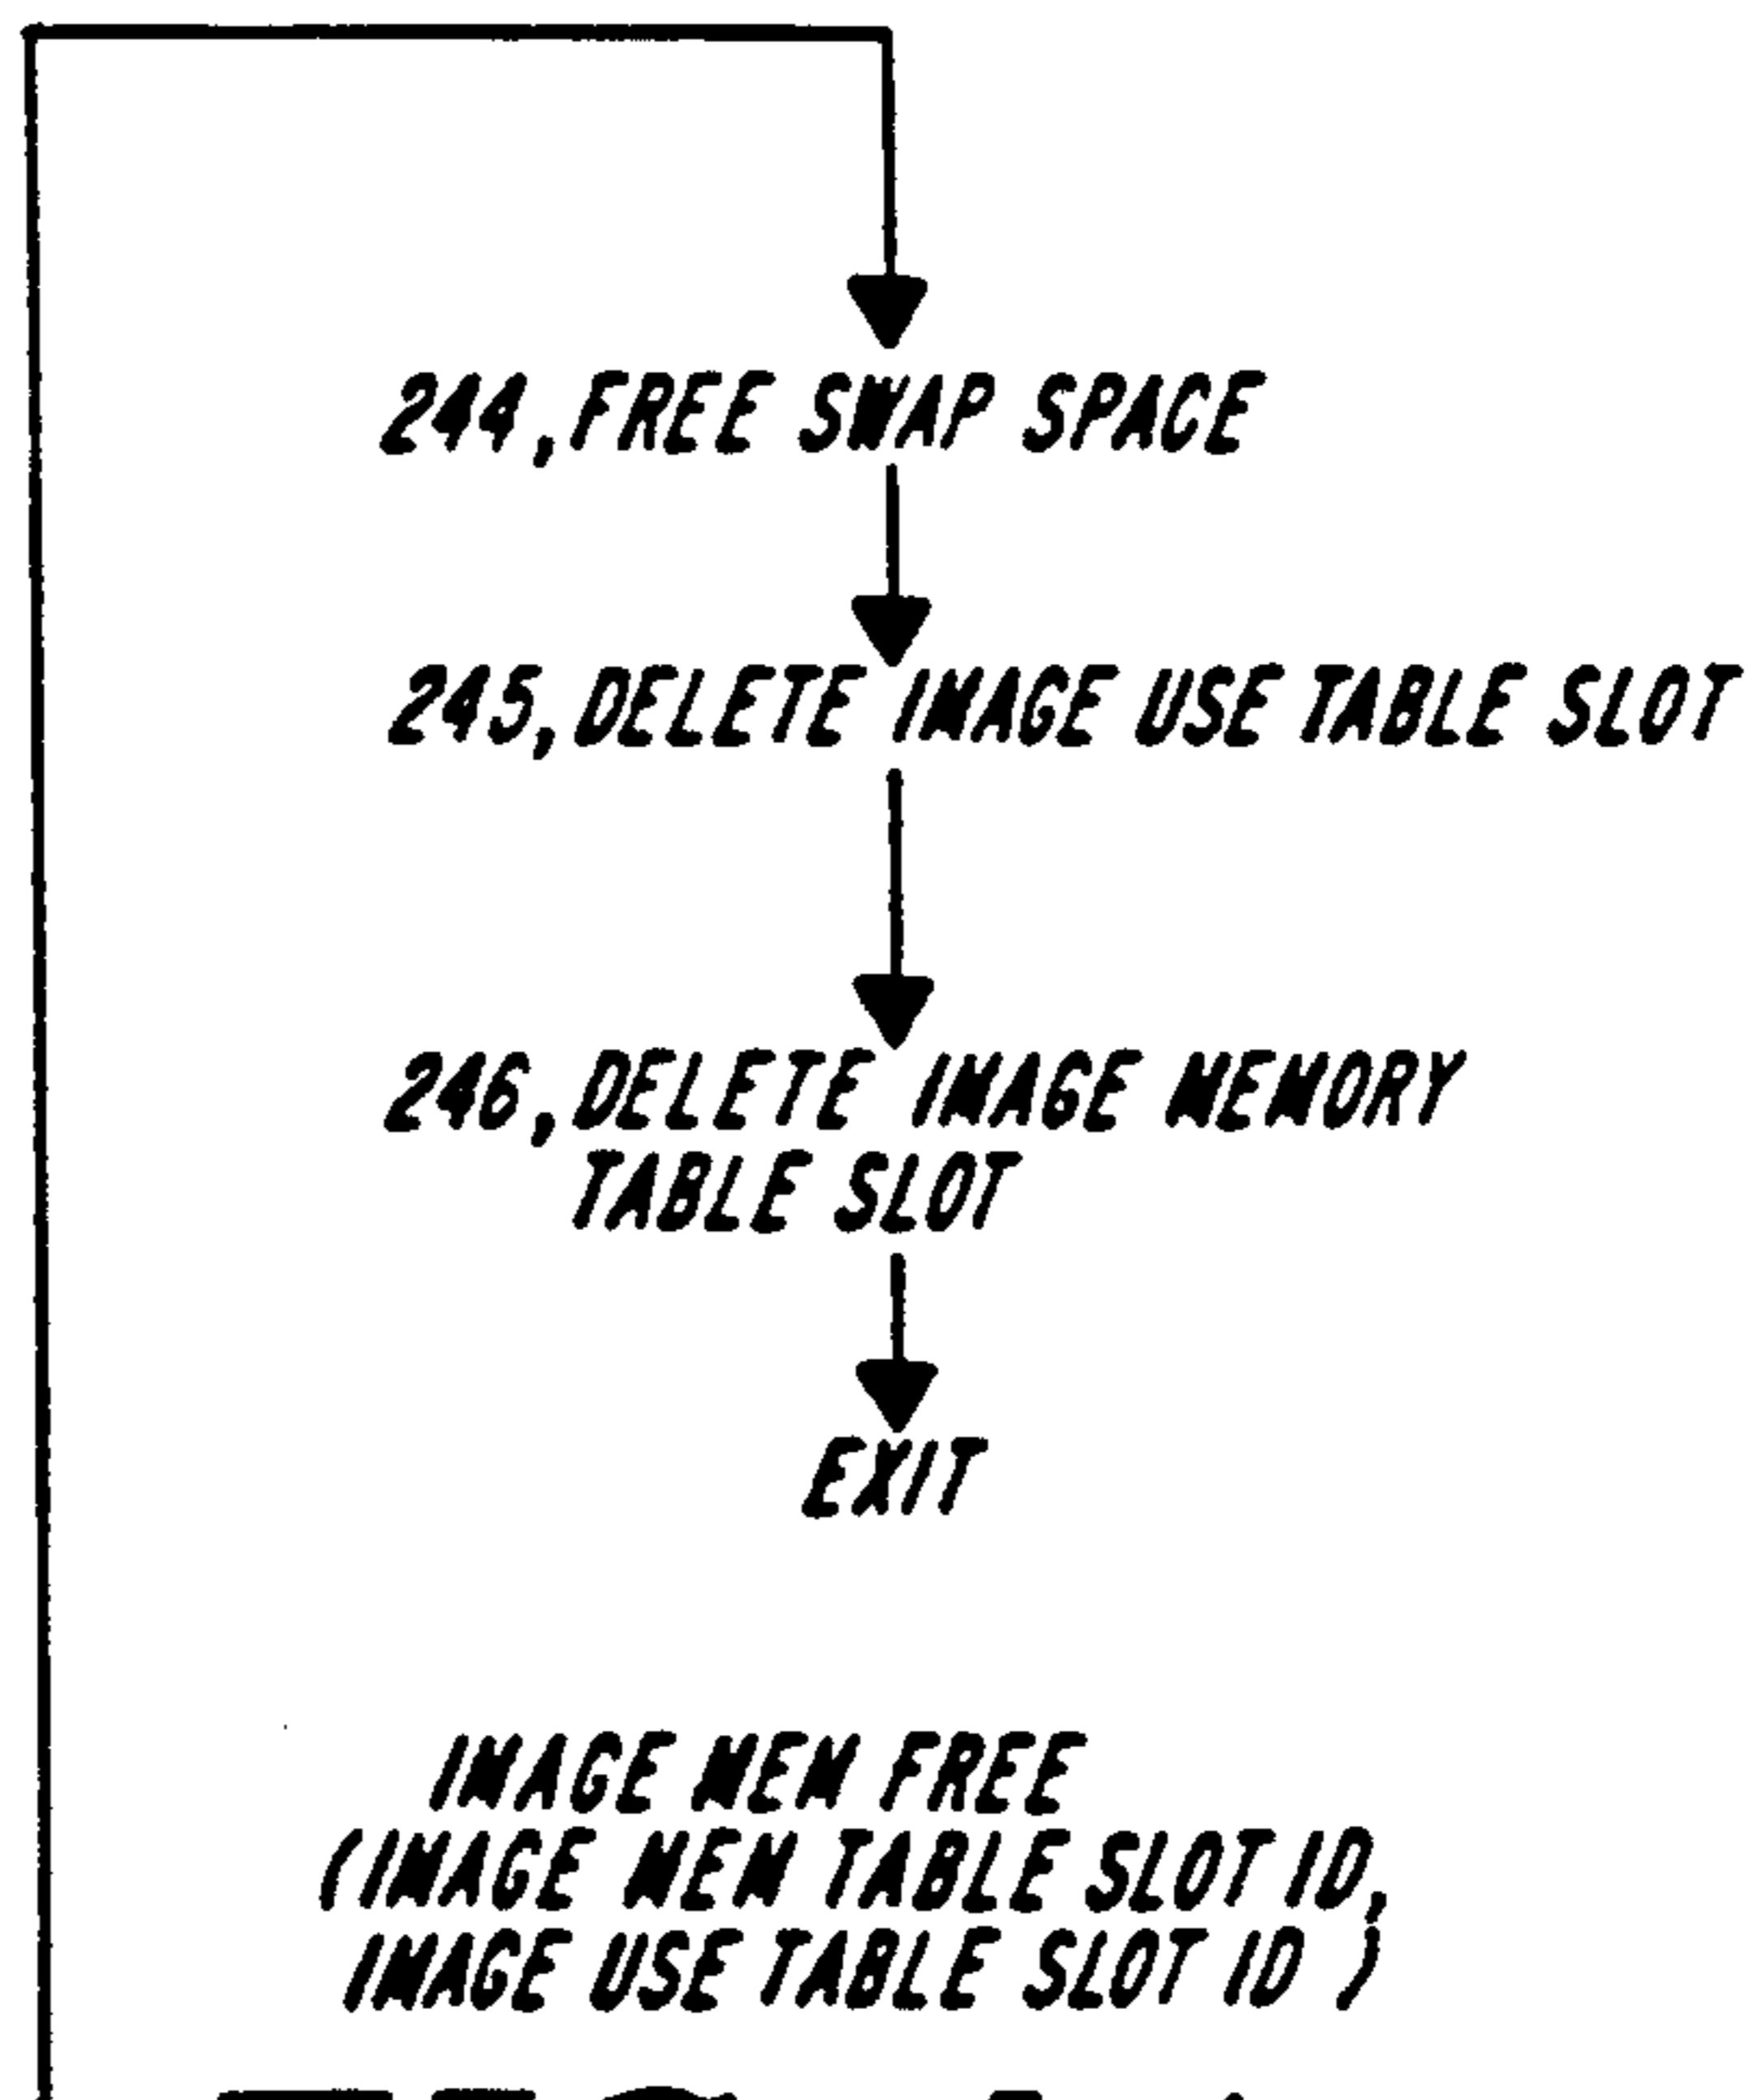 244, FREE SWAP SPACE
245, DELETE IMAGE USE TABLE SLOT
246, DELETE IMAGE MEMORY
TABLE SLOT
EXIT
IMAGE MEM FREE
(IMAGE MEM TABLE SLOT ID,
IMAGE USE TABLE SLOT ID )